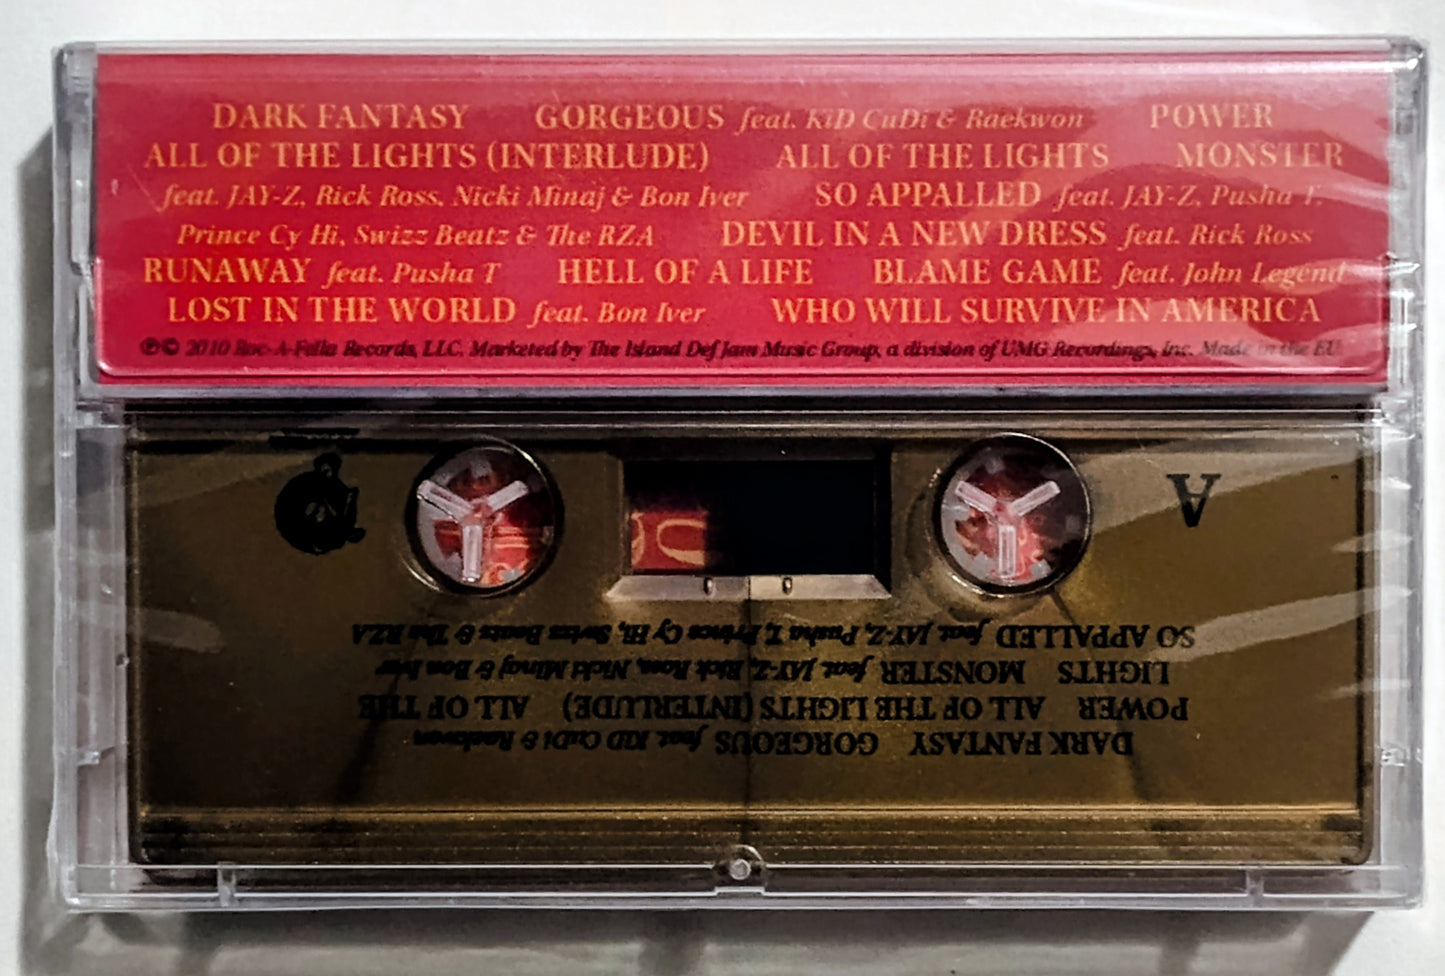 DARK FANTASY GORGEOUS feat. KiD CuDi & Raekwon POWER
ALL OF THE LIGHTS (INTERLUDE) ALL OF THE LIGHTS MONSTER
feat. JAY-Z, Rick Ross, Nicki Minaj & Bon Iver SO APPALLED feat. JAY-Z, Pusha T,
Prince Cy Hi, Swizz Beatz & The RZA DEVIL IN A NEW DRESS feat. Rick Ross
RUNAWAY feat. Pusha T HELL OF A LIFE BLAME GAME feat. John Legend
LOST IN THE WORLD feat. Bon Iver WHO WILL SURVIVE IN AMERICA
℗© 2010 Roc-A-Fella Records, LLC. Marketed by The Island Def Jam Music Group, a division of UMG Recordings, Inc. Made in the EU
A
DARK FANTASY GORGEOUS feat. KiD CuDi & Raekwon
POWER ALL OF THE LIGHTS (INTERLUDE) ALL OF THE
LIGHTS MONSTER feat. JAY-Z, Rick Ross, Nicki Minaj & Bon Iver
SO APPALLED feat. JAY-Z, Pusha T, Prince Cy Hi, Swizz Beatz & The RZA